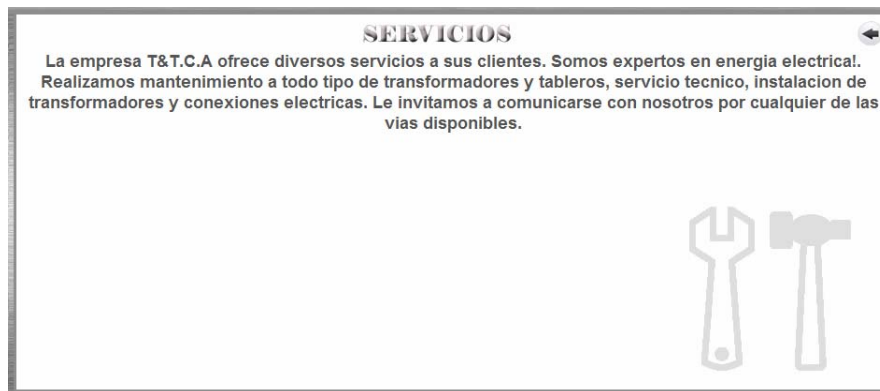 SERVICIOS
La empresa T&T.C.A ofrece diversos servicios a sus clientes. Somos expertos en energia electrica!.
Realizamos mantenimiento a todo tipo de transformadores y tableros, servicio tecnico, instalacion de
transformadores y conexiones electricas. Le invitamos a comunicarse con nosotros por cualquier de las
vias disponibles.